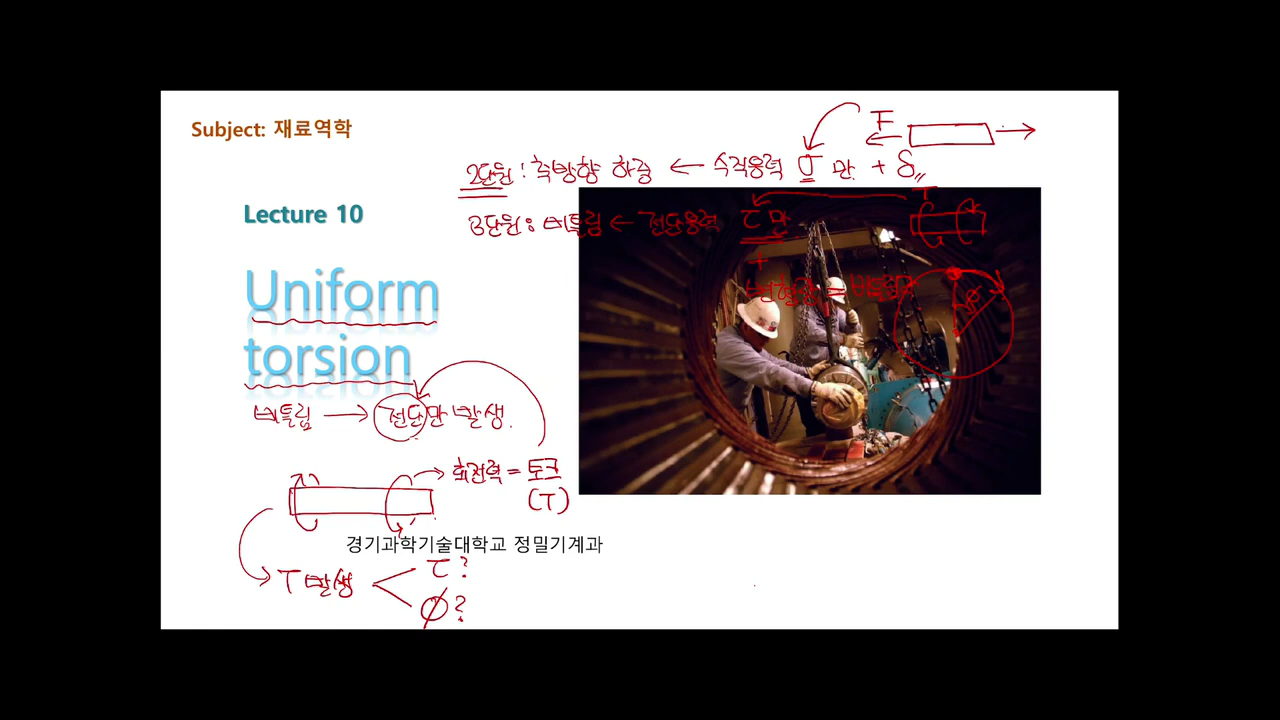 Subject: 재료역학
F
2단원 : 축방향 하중 ← 수직응력 σ 만 + δ
Lecture 10
T
3단원 : 비틀림 ← 전단응력 τ 만
+
변형량 =
ϕ
Uniform
torsion
비틀림 → 전단만 발생.
회전력 = 토크
(T)
경기과학기술대학교 정밀기계과
T 발생
τ ?
ϕ ?